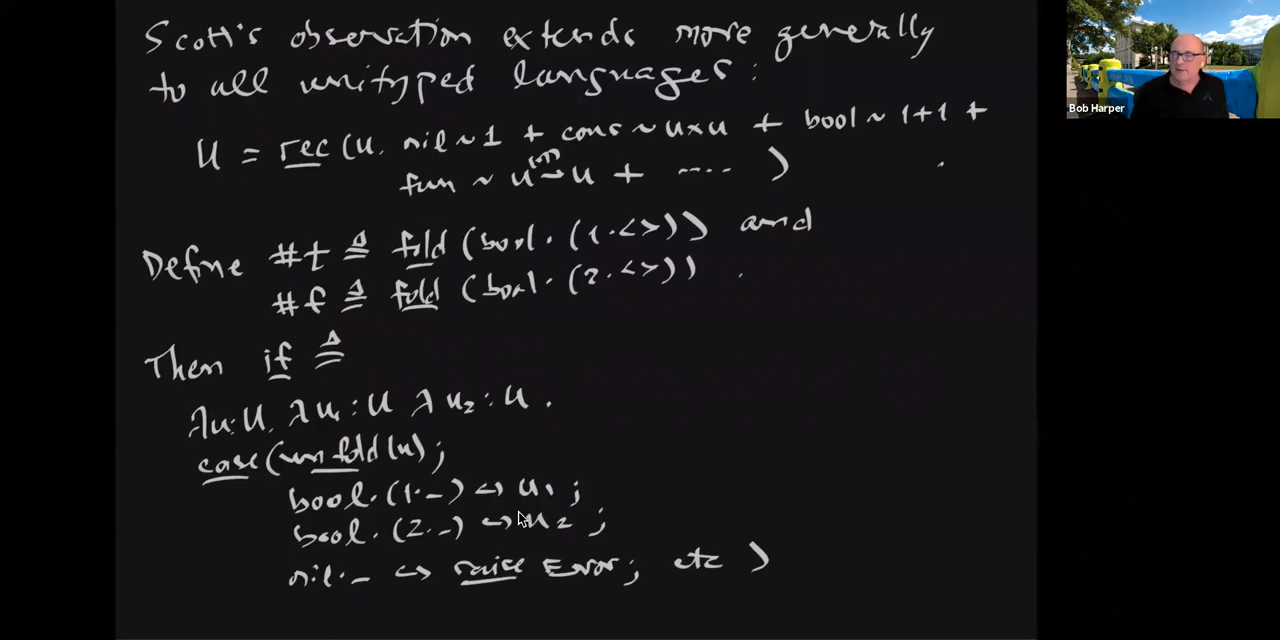 Scott's observation extends more generally
to all unityped languages:
U = rec (u. nil ~ 1 + cons ~ u×u + bool ~ 1+1 +
fun ~ u ⇀ u + .... )
Define #t ≜ fold (bool · (1·<>)) and
#f ≜ fold (bool · (2·<>)) .
Then if ≜
λu:U. λu₁:U λu₂:U.
case (unfold(u);
bool·(1·_) ↪ u₁;
bool·(2·_) ↪ u₂;
nil·_ ↪ raise Error; etc )
Bob Harper